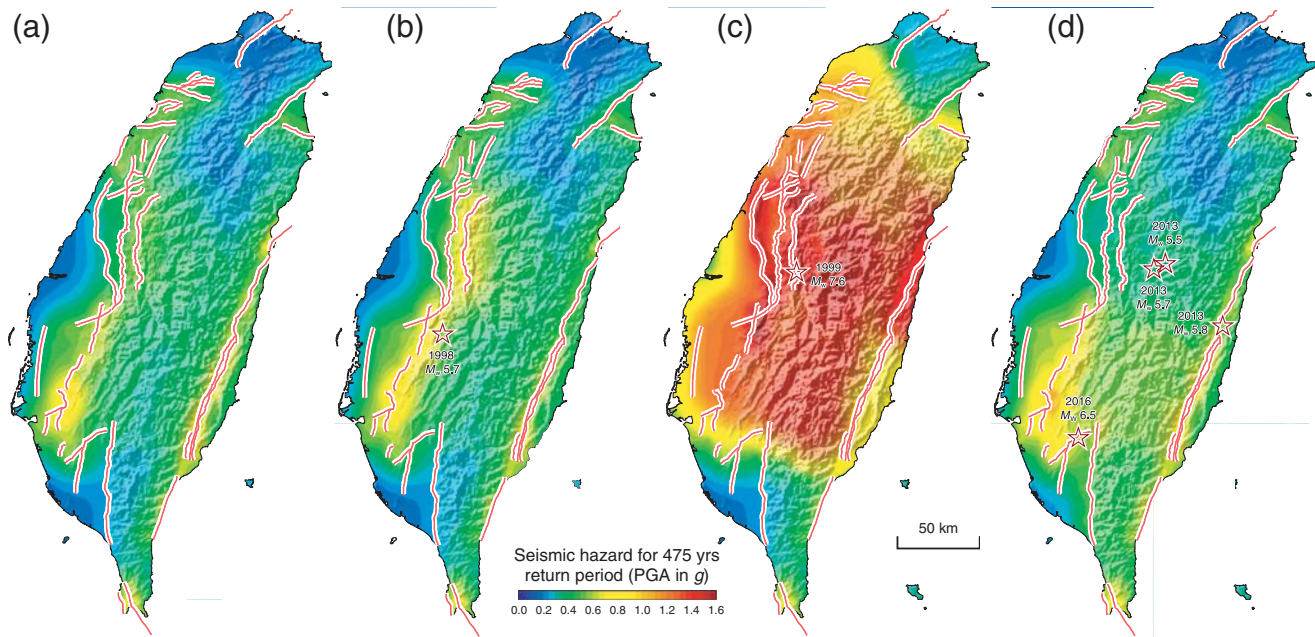 (a)
(b)
(c)
(d)
2013
Mw 5.5
1999
Mw 7.6
2013
Mw 5.7
2013
Mw 5.8
1998
Mw 5.7
2016
Mw 6.5
50 km
Seismic hazard for 475 yrs
return period (PGA in g)
0.0 0.2 0.4 0.6 0.8 1.0 1.2 1.4 1.6